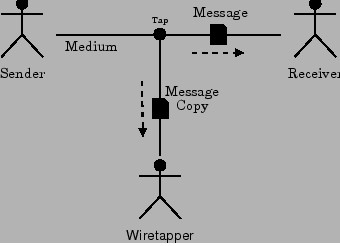 Tap
Message
Medium
Sender
Receiver
Message
Copy
Wiretapper